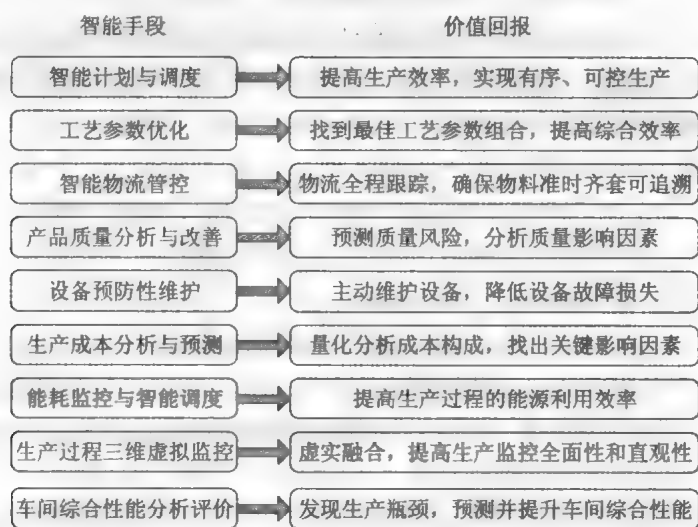 智能手段 价值回报
智能计划与调度 提高生产效率，实现有序、可控生产
工艺参数优化 找到最佳工艺参数组合，提高综合效率
智能物流管控 物流全程跟踪，确保物料准时齐套可追溯
产品质量分析与改善 预测质量风险，分析质量影响因素
设备预防性维护 主动维护设备，降低设备故障损失
生产成本分析与预测 量化分析成本构成，找出关键影响因素
能耗监控与智能调度 提高生产过程的能源利用效率
生产过程三维虚拟监控 虚实融合，提高生产监控全面性和直观性
车间综合性能分析评价 发现生产瓶颈，预测并提升车间综合性能